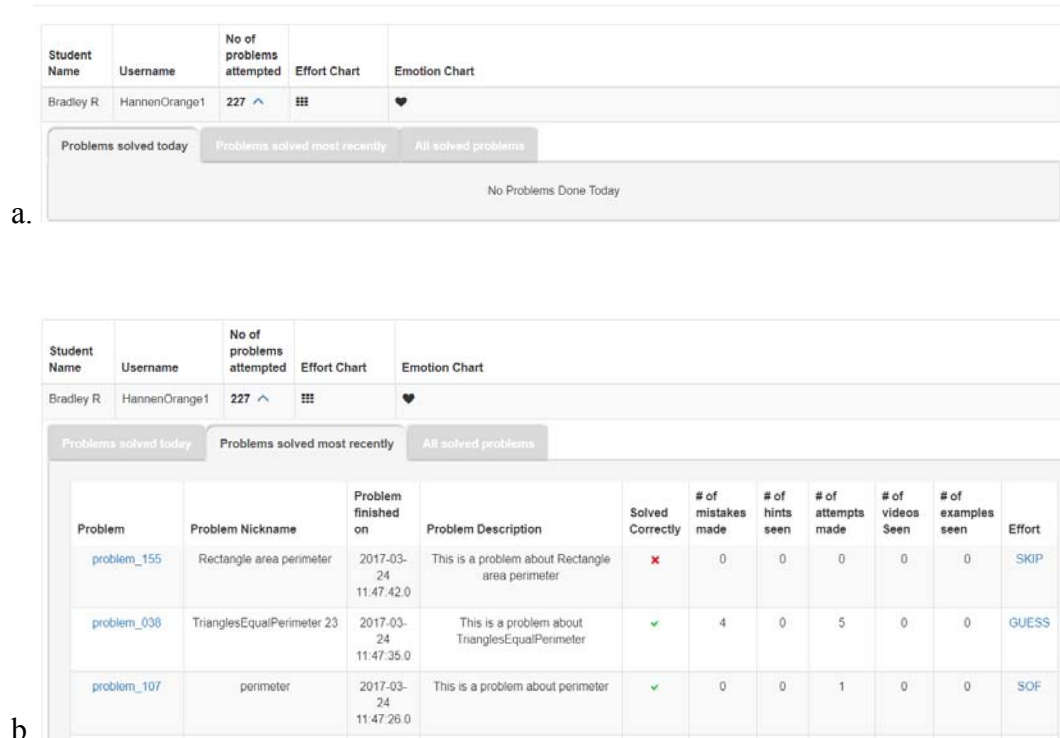 Student Name Username No of problems attempted Effort Chart Emotion Chart
Bradley R HannenOrange1 227
Problems solved today Problems solved most recently All solved problems
No Problems Done Today
a.
Student Name Username No of problems attempted Effort Chart Emotion Chart
Bradley R HannenOrange1 227
Problems solved today Problems solved most recently All solved problems
Problem Problem Nickname Problem finished on Problem Description Solved Correctly # of mistakes made # of hints seen # of attempts made # of videos Seen # of examples seen Effort
problem_155 Rectangle area perimeter 2017-03-24 11:47:42.0 This is a problem about Rectangle area perimeter 0 0 0 0 0 SKIP
problem_038 TrianglesEqualPerimeter 23 2017-03-24 11:47:35.0 This is a problem about TrianglesEqualPerimeter 4 0 5 0 0 GUESS
problem_107 perimeter 2017-03-24 11:47:26.0 This is a problem about perimeter 0 0 1 0 0 SOF
b